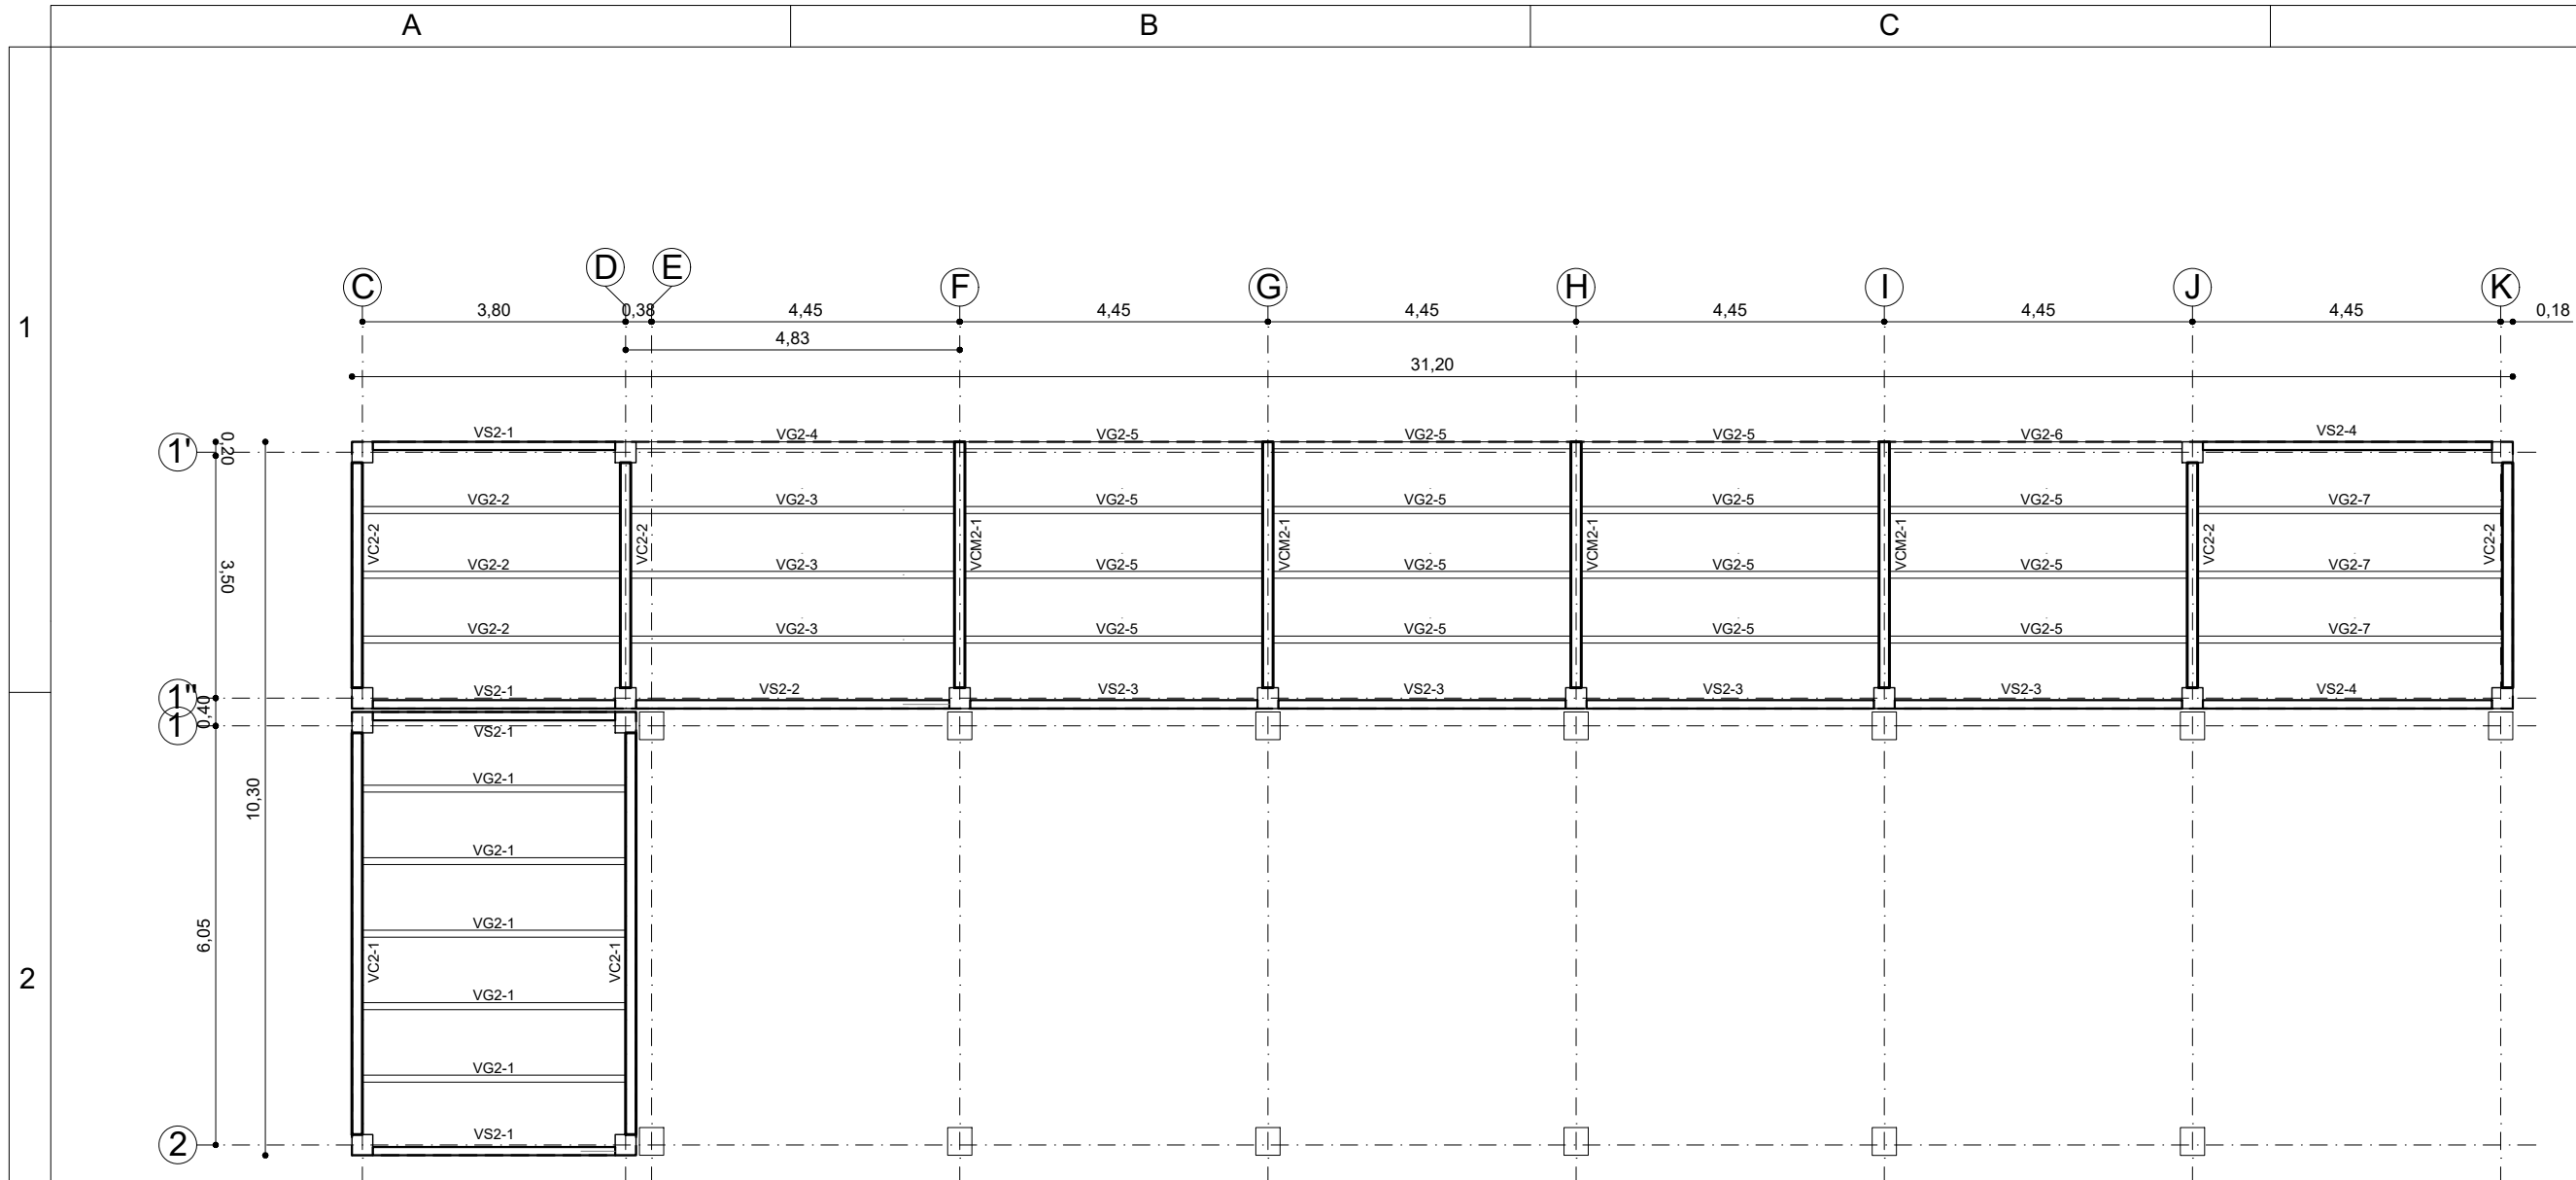 A B C
1
C D E F G H I J K
3,80 0,38 4,45 4,45 4,45 4,45 4,45 4,45 0,18
4,83
31,20
VS2-1 VG2-4 VG2-5 VG2-5 VG2-5 VG2-6 VS2-4
1' 0,20
VG2-2 VG2-3 VG2-5 VG2-5 VG2-5 VG2-5 VG2-7
VC2-2 VC2-2 VCM2-1 VCM2-1 VCM2-1 VCM2-1 VC2-2 VC2-2
3,50
VG2-2 VG2-3 VG2-5 VG2-5 VG2-5 VG2-5 VG2-7
VG2-2 VG2-3 VG2-5 VG2-5 VG2-5 VG2-5 VG2-7
1"
VS2-1 VS2-2 VS2-3 VS2-3 VS2-3 VS2-3 VS2-4
0,40
1
VS2-1
VG2-1
10,30
VG2-1
VG2-1
6,05
VC2-1 VC2-1
2
VG2-1
VG2-1
VS2-1
2